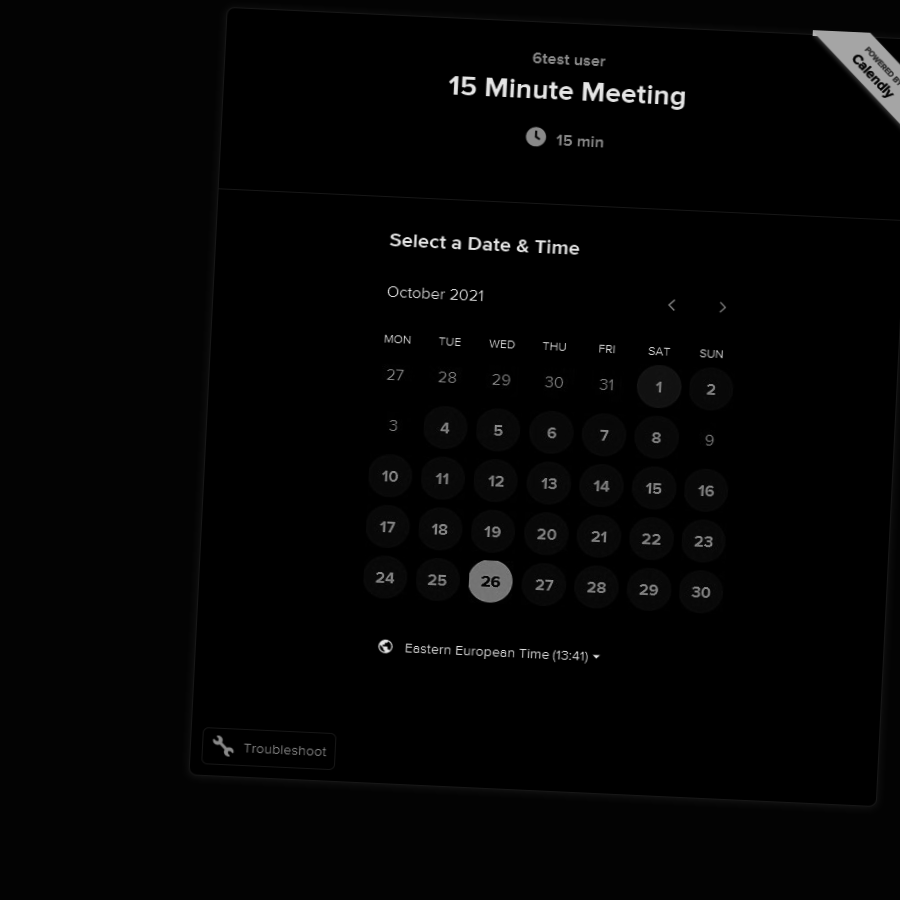 6test user
15 Minute Meeting
15 min
POWERED BY
Calendly
Select a Date & Time
October 2021
MON TUE WED THU FRI SAT SUN
27 28 29 30 31 1 2
3 4 5 6 7 8 9
10 11 12 13 14 15 16
17 18 19 20 21 22 23
24 25 26 27 28 29 30
Eastern European Time (13:41)
Troubleshoot